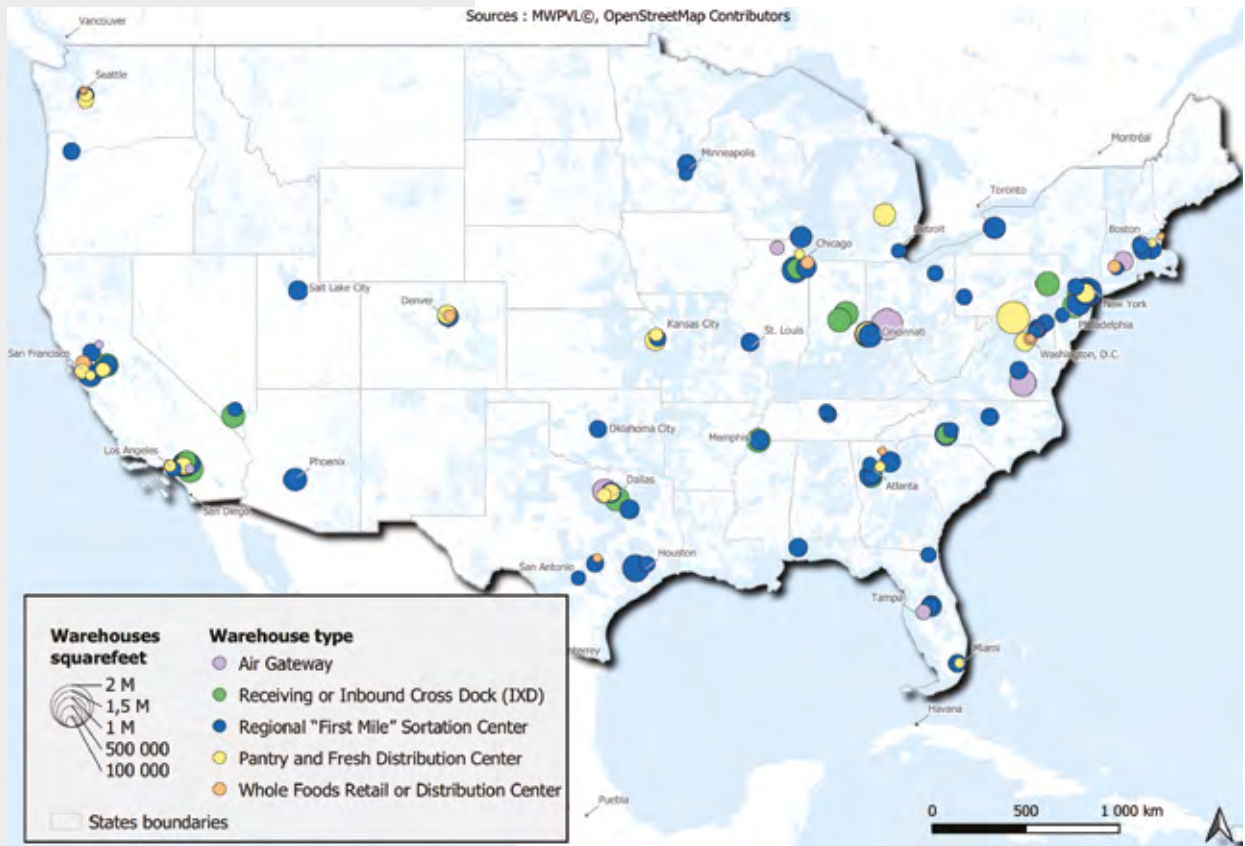 Sources : MWPVL©, OpenStreetMap Contributors
Vancouver
Seattle
Montréal
Minneapolis
Toronto
Boston
Detroit
Chicago
Salt Lake City
Denver
New York
Kansas City
St. Louis
Cincinnati
Philadelphia
San Francisco
Washington, D.C.
Oklahoma City
Memphis
Los Angeles
Phoenix
Dallas
Atlanta
San Diego
San Antonio
Houston
Tampa
Miami
Havana
Puebla
Warehouses
squarefeet
2 M
1,5 M
1 M
500 000
100 000
Warehouse type
Air Gateway
Receiving or Inbound Cross Dock (IXD)
Regional "First Mile" Sortation Center
Pantry and Fresh Distribution Center
Whole Foods Retail or Distribution Center
States boundaries
0 500 1 000 km